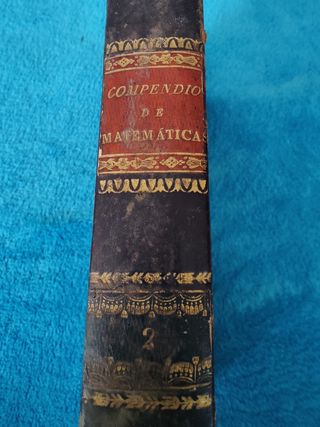 COMPENDIO
DE
MATEMÁTICAS
2